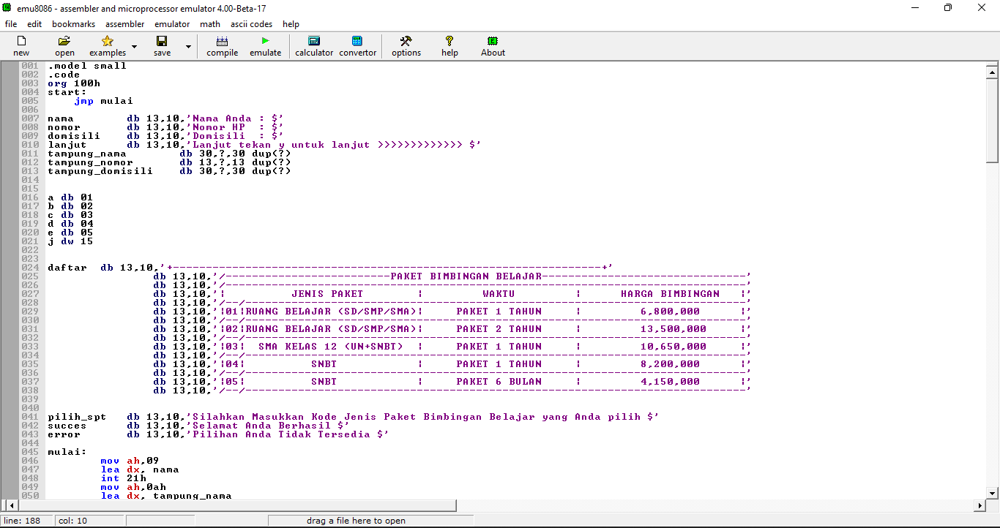 emu8086 - assembler and microprocessor emulator 4.00-Beta-17
file edit bookmarks assembler emulator math ascii codes help
new open examples save compile emulate calculator convertor options help About
001 .model small
002 .code
003 org 100h
004 start:
005     jmp mulai
006
007 nama        db 13,10,'Nama Anda : $'
008 nomor       db 13,10,'Nomor HP  : $'
009 domisili    db 13,10,'Domisili  : $'
010 lanjut      db 13,10,'Lanjut tekan y untuk lanjut >>>>>>>>>>>>> $'
011 tampung_nama        db 30,?,30 dup(?)
012 tampung_nomor       db 13,?,13 dup(?)
013 tampung_domisili    db 30,?,30 dup(?)
014
015
016 a db 01
017 b db 02
018 c db 03
019 d db 04
020 e db 05
021 j dw 15
022
023
024 daftar  db 13,10,'+-----------------------------------------------------------------+'
025                 db 13,10,'/-------------------------PAKET BIMBINGAN BELAJAR-------------------------------'
026                 db 13,10,'/-------------------------------------------------------------------------------'
027                 db 13,10,'|          JENIS PAKET        |         WAKTU         |      HARGA BIMBINGAN   |'
028                 db 13,10,'/--/----------------------------------------------------------------------------'
029                 db 13,10,'|01|RUANG BELAJAR (SD/SMP/SMA)|     PAKET 1 TAHUN     |         6,800,000      |'
030                 db 13,10,'/--/----------------------------------------------------------------------------'
031                 db 13,10,'|02|RUANG BELAJAR (SD/SMP/SMA)|     PAKET 2 TAHUN     |         13,500,000     |'
032                 db 13,10,'/--/----------------------------------------------------------------------------'
033                 db 13,10,'|03|  SMA KELAS 12 (UN+SNBT)  |     PAKET 1 TAHUN     |         10,650,000     |'
034                 db 13,10,'/--/----------------------------------------------------------------------------'
035                 db 13,10,'|04|          SNBT            |     PAKET 1 TAHUN     |         8,200,000      |'
036                 db 13,10,'/--/----------------------------------------------------------------------------'
037                 db 13,10,'|05|          SNBT            |     PAKET 6 BULAN     |         4,150,000      |'
038                 db 13,10,'/--/----------------------------------------------------------------------------'
039
040
041 pilih_spt   db 13,10,'Silahkan Masukkan Kode Jenis Paket Bimbingan Belajar yang Anda pilih $'
042 succes      db 13,10,'Selamat Anda Berhasil $'
043 error       db 13,10,'Pilihan Anda Tidak Tersedia $'
044
045 mulai:
046         mov ah,09
047         lea dx, nama
048         int 21h
049         mov ah,0ah
050         lea dx, tampung_nama
line: 188 col: 10 drag a file here to open